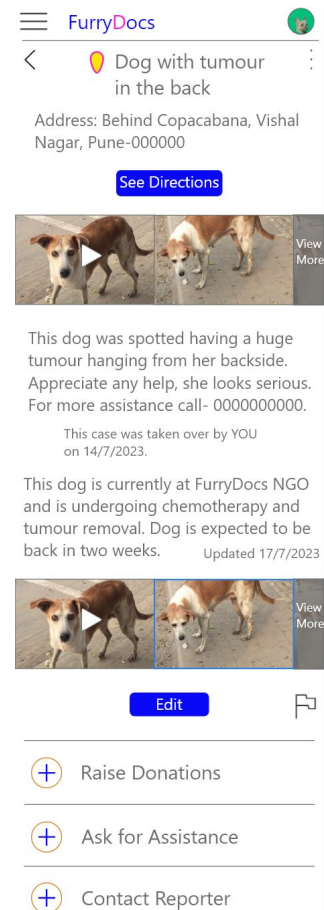 FurryDocs
Dog with tumour
in the back
Address: Behind Copacabana, Vishal
Nagar, Pune-000000
See Directions
View
More
This dog was spotted having a huge
tumour hanging from her backside.
Appreciate any help, she looks serious.
For more assistance call- 0000000000.
This case was taken over by YOU
on 14/7/2023.
This dog is currently at FurryDocs NGO
and is undergoing chemotherapy and
tumour removal. Dog is expected to be
back in two weeks. Updated 17/7/2023
View
More
Edit
Raise Donations
Ask for Assistance
Contact Reporter